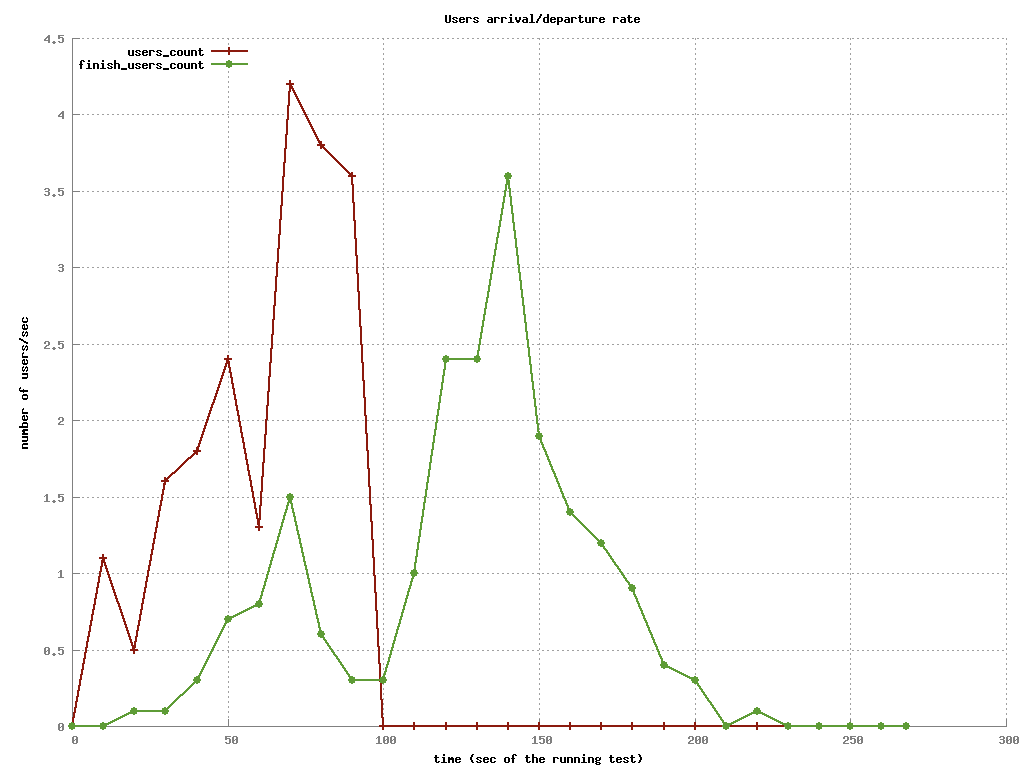 Users arrival/departure rate
4.5
users_count
finish_users_count
4
3.5
3
number of users/sec
2.5
2
1.5
1
0.5
0
0 50 100 150 200 250 300
time (sec of the running test)